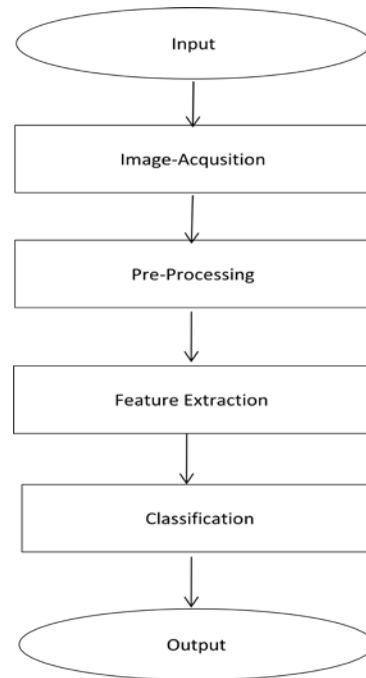 Input
Image-Acqusition
Pre-Processing
Feature Extraction
Classification
Output